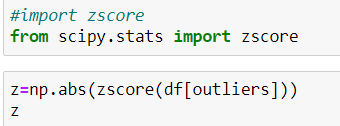 #import zscore
from scipy.stats import zscore
z=np.abs(zscore(df[outliers]))
z